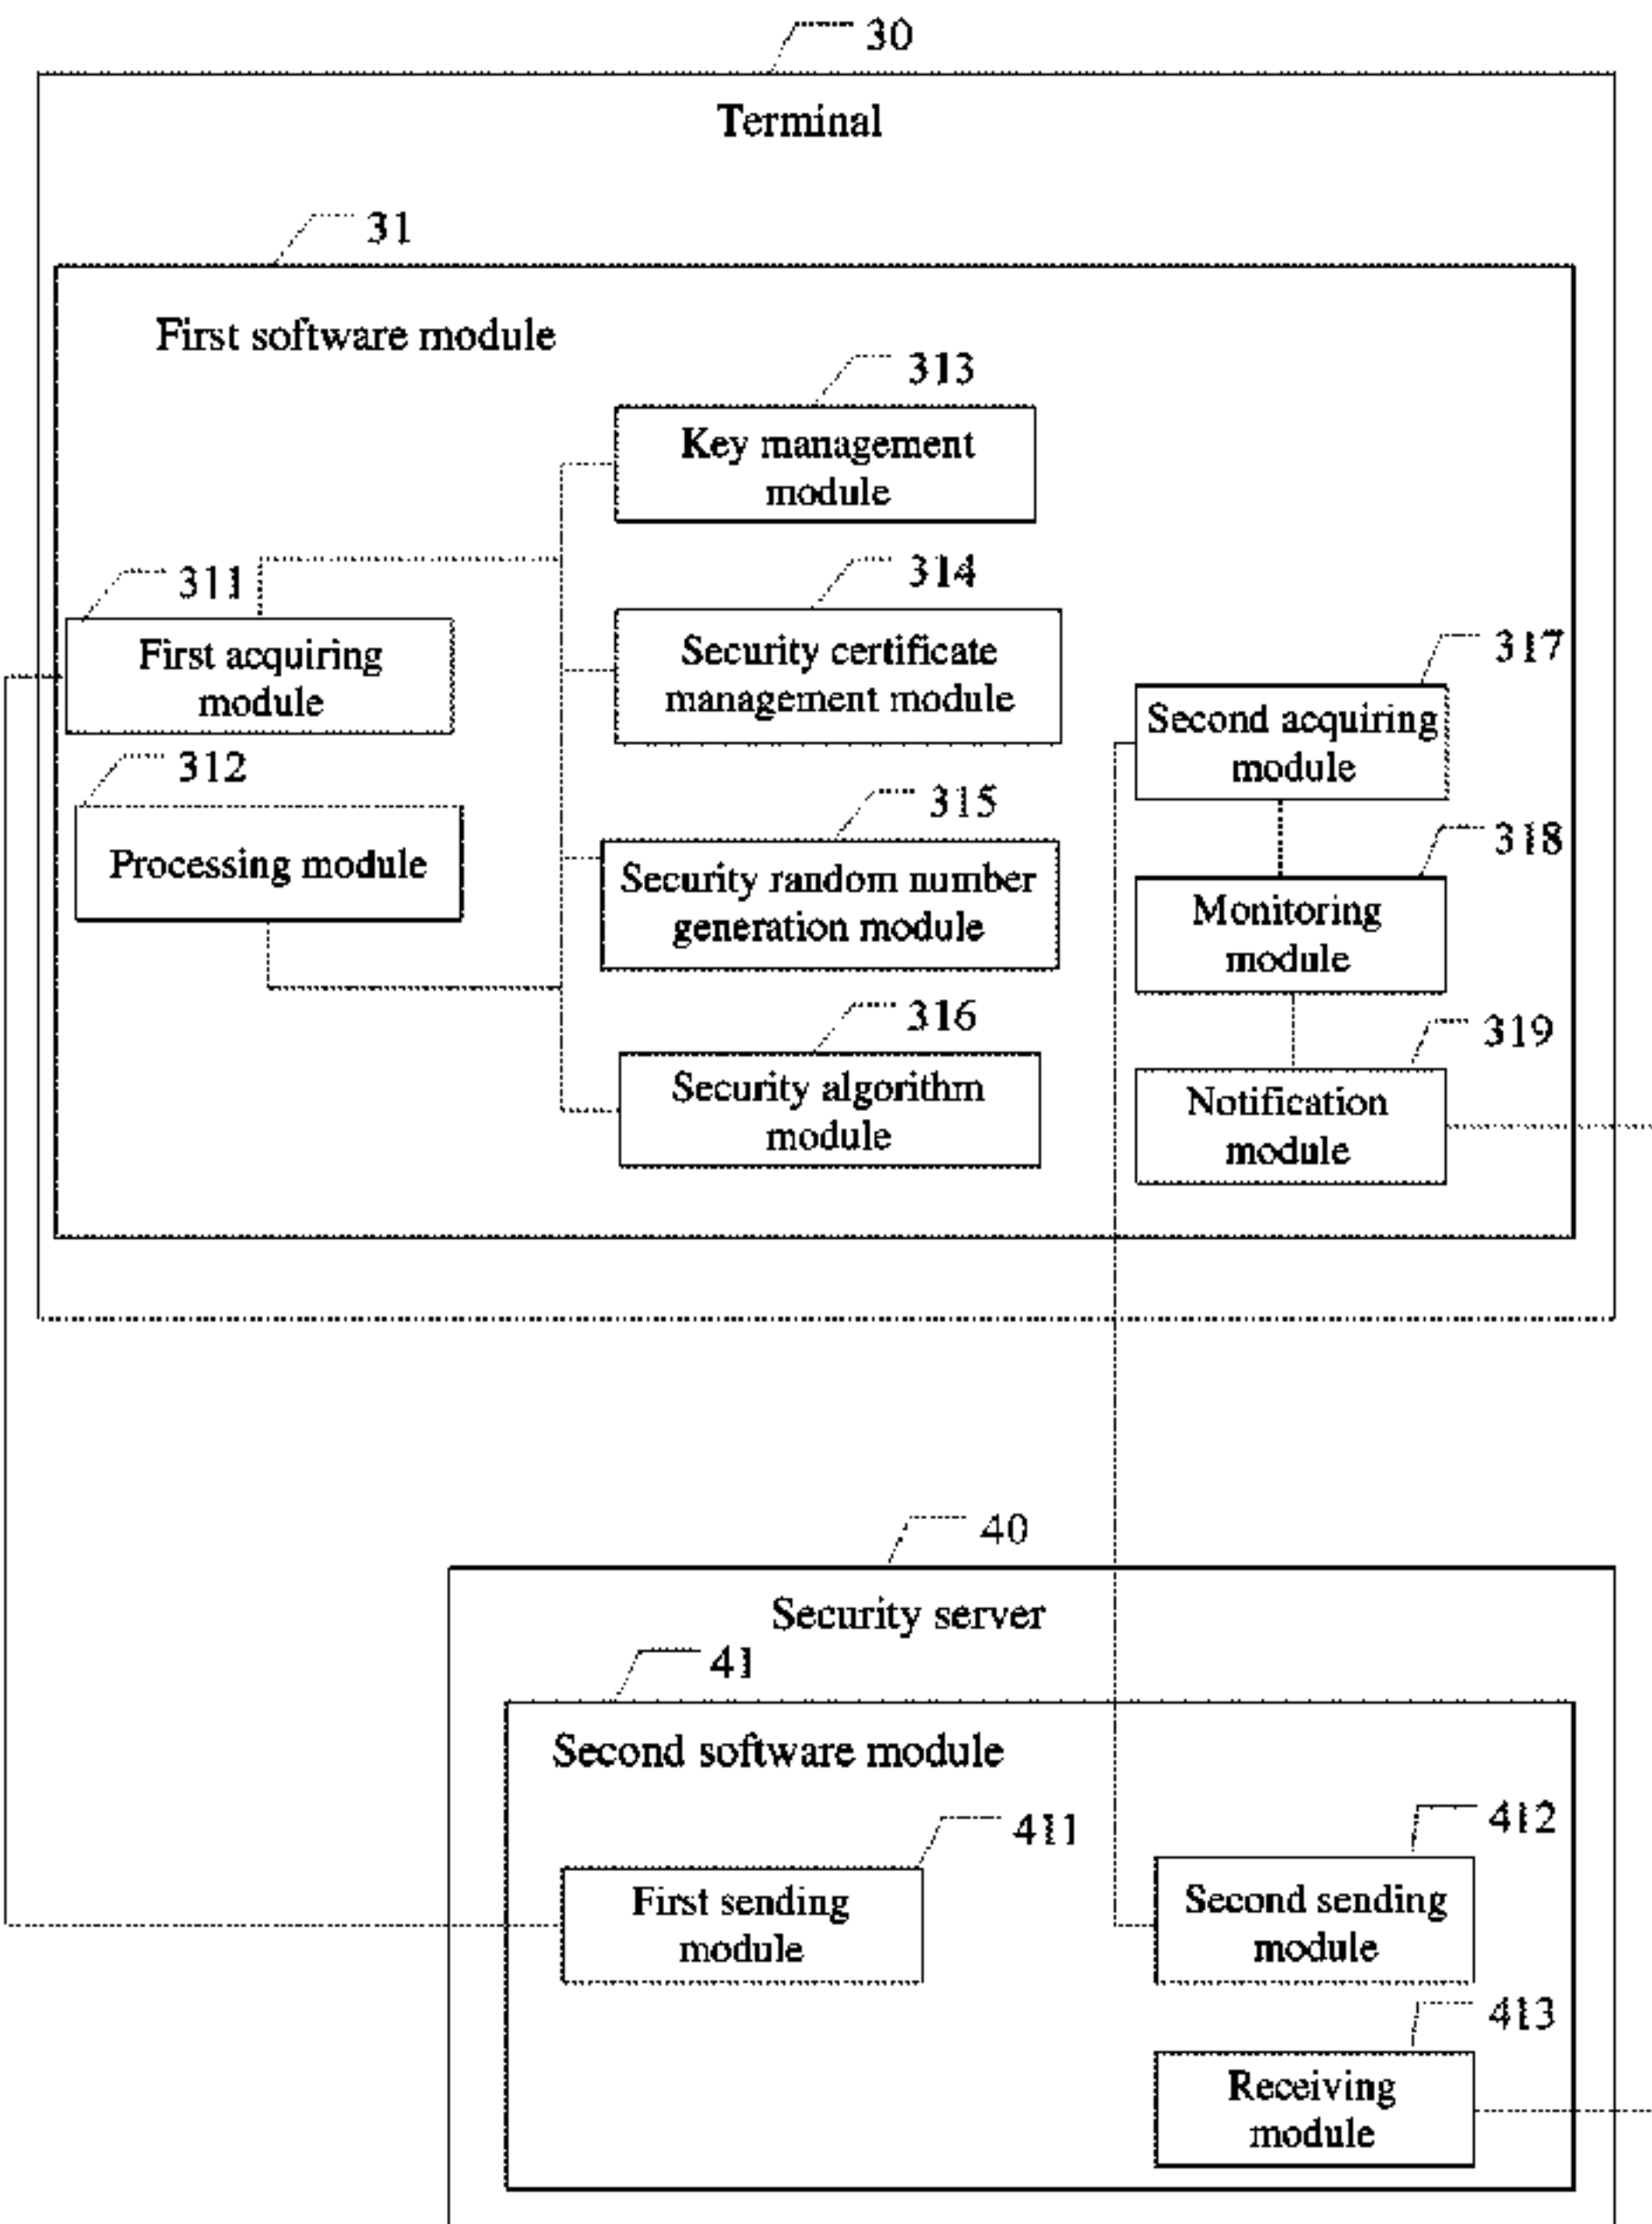 30
Terminal
31
First software module
313
Key management
module
311
First acquiring
module
314
Security certificate
management module
317
Second acquiring
module
312
Processing module
315
Security random number
generation module
318
Monitoring
module
316
Security algorithm
module
319
Notification
module
40
Security server
41
Second software module
411
First sending
module
412
Second sending
module
413
Receiving
module